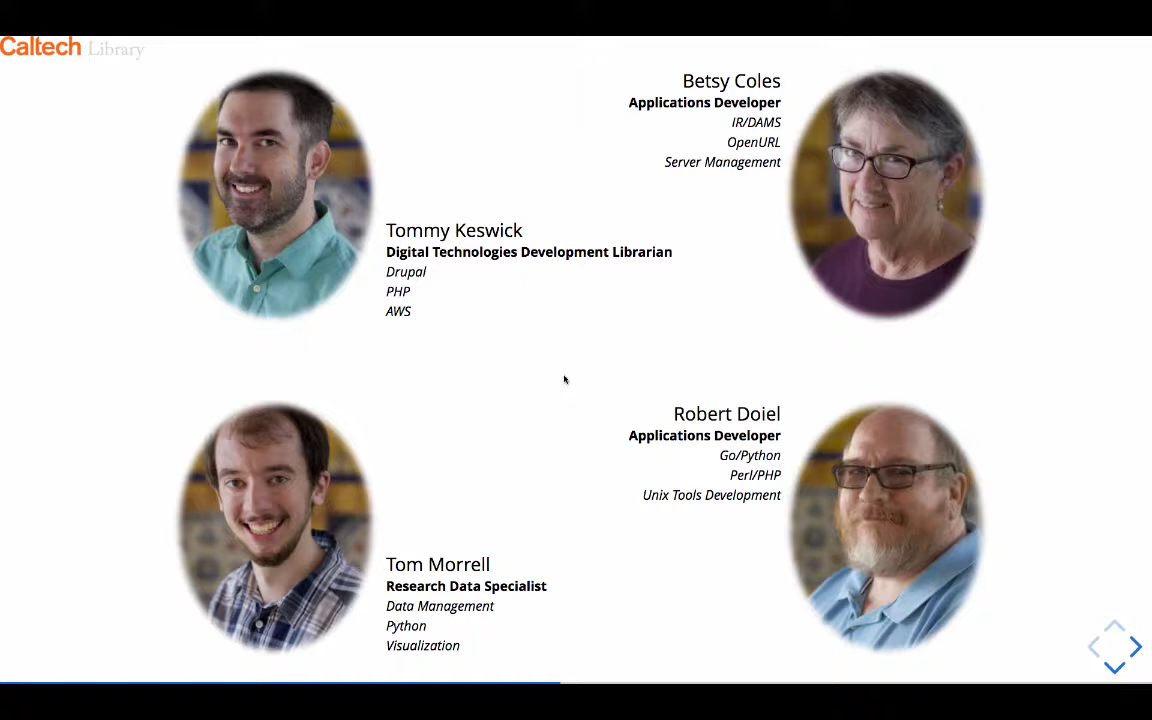 Caltech Library
Betsy Coles
Applications Developer
IR/DAMS
OpenURL
Server Management
Tommy Keswick
Digital Technologies Development Librarian
Drupal
PHP
AWS
Robert Doiel
Applications Developer
Go/Python
Perl/PHP
Unix Tools Development
Tom Morrell
Research Data Specialist
Data Management
Python
Visualization